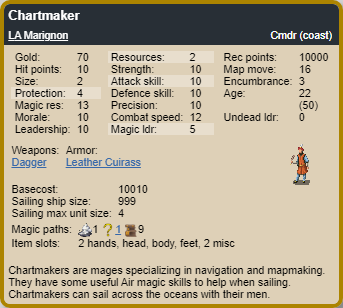 Chartmaker
LA Marignon Cmdr (coast)
Gold: 70 Resources: 2 Rec points: 10000
Hit points: 10 Strength: 10 Map move: 16
Size: 2 Attack skill: 10 Encumbrance: 3
Protection: 4 Defence skill: 10 Age: 22
Magic res: 13 Precision: 10 (50)
Morale: 10 Combat speed: 12 Undead ldr: 0
Leadership: 10 Magic ldr: 5
Weapons: Armor:
Dagger Leather Cuirass
Basecost: 10010
Sailing ship size: 999
Sailing max unit size: 4
Magic paths: 1 ? 1 9
Item slots: 2 hands, head, body, feet, 2 misc
Chartmakers are mages specializing in navigation and mapmaking.
They have some useful Air magic skills to help when sailing.
Chartmakers can sail across the oceans with their men.